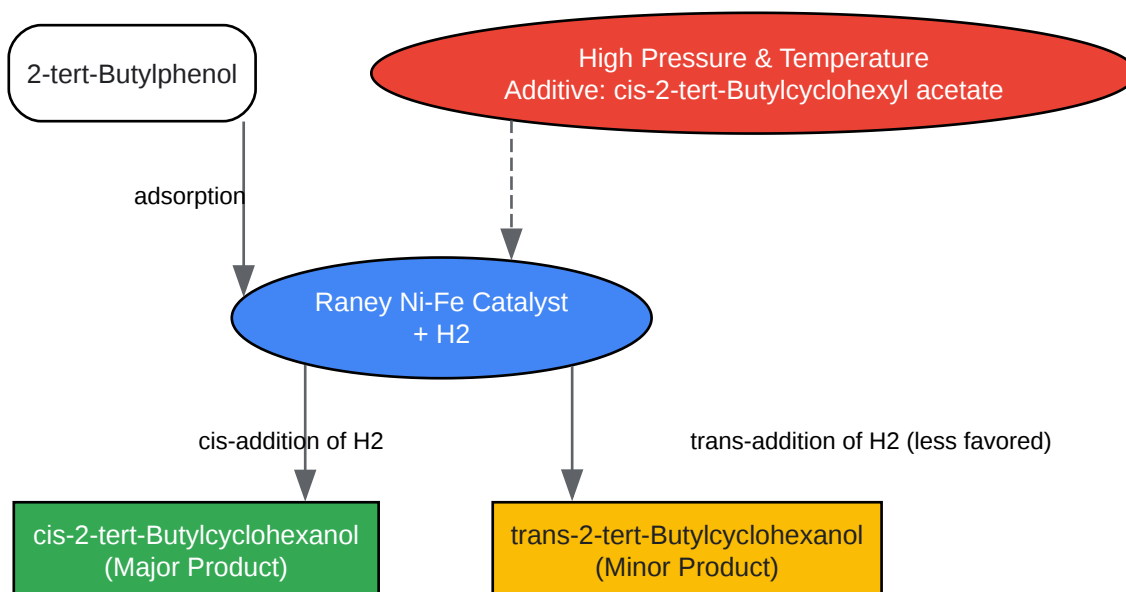 2-tert-Butylphenol
High Pressure & Temperature
Additive: cis-2-tert-Butylcyclohexyl acetate
adsorption
Raney Ni-Fe Catalyst
+ H2
cis-addition of H2
trans-addition of H2 (less favored)
cis-2-tert-Butylcyclohexanol
(Major Product)
trans-2-tert-Butylcyclohexanol
(Minor Product)